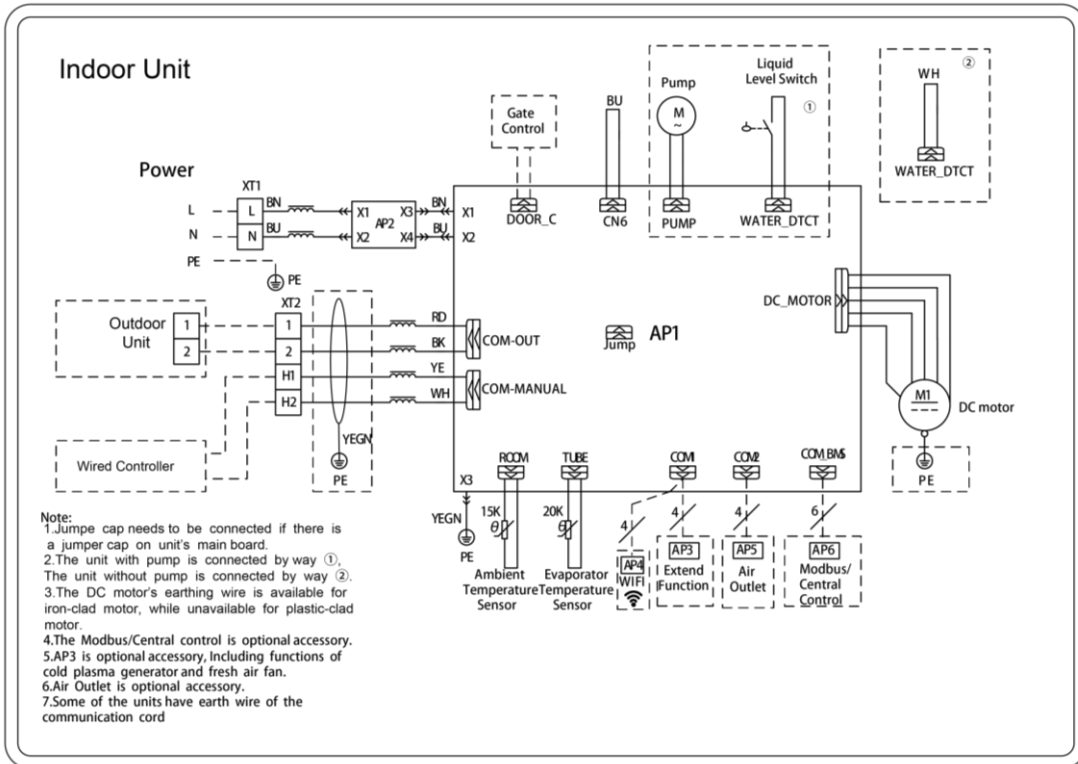 Indoor Unit
Power
XT1
L
L
BN
X1
X3
BN
X1
AP2
N
N
BU
X2
X4
BU
X2
PE
PE
Gate
Control
DOOR_C
BU
CN6
Pump
M
~
PUMP
Liquid
Level Switch
①
WATER_DTCT
WH
②
WATER_DTCT
Outdoor
Unit
1
2
XT2
1
2
H1
H2
RD
BK
COM-OUT
YE
WH
COM-MANUAL
YEGN
PE
Wired Controller
Jump
AP1
DC_MOTOR
M1
DC motor
PE
X3
YEGN
PE
ROOM
15K
θ
Ambient
Temperature
Sensor
TUBE
20K
θ
Evaporator
Temperature
Sensor
COM1
4
AP4
WIFI
4
AP3
Extend
Function
COM2
4
AP5
Air
Outlet
COM_BMS
6
AP6
Modbus/
Central
Control
Note:
1.Jumpe cap needs to be connected if there is
a jumper cap on unit's main board.
2.The unit with pump is connected by way ①,
The unit without pump is connected by way ②.
3.The DC motor's earthing wire is available for
iron-clad motor, while unavailable for plastic-clad
motor.
4.The Modbus/Central control is optional accessory.
5.AP3 is optional accessory, Including functions of
cold plasma generator and fresh air fan.
6.Air Outlet is optional accessory.
7.Some of the units have earth wire of the
communication cord